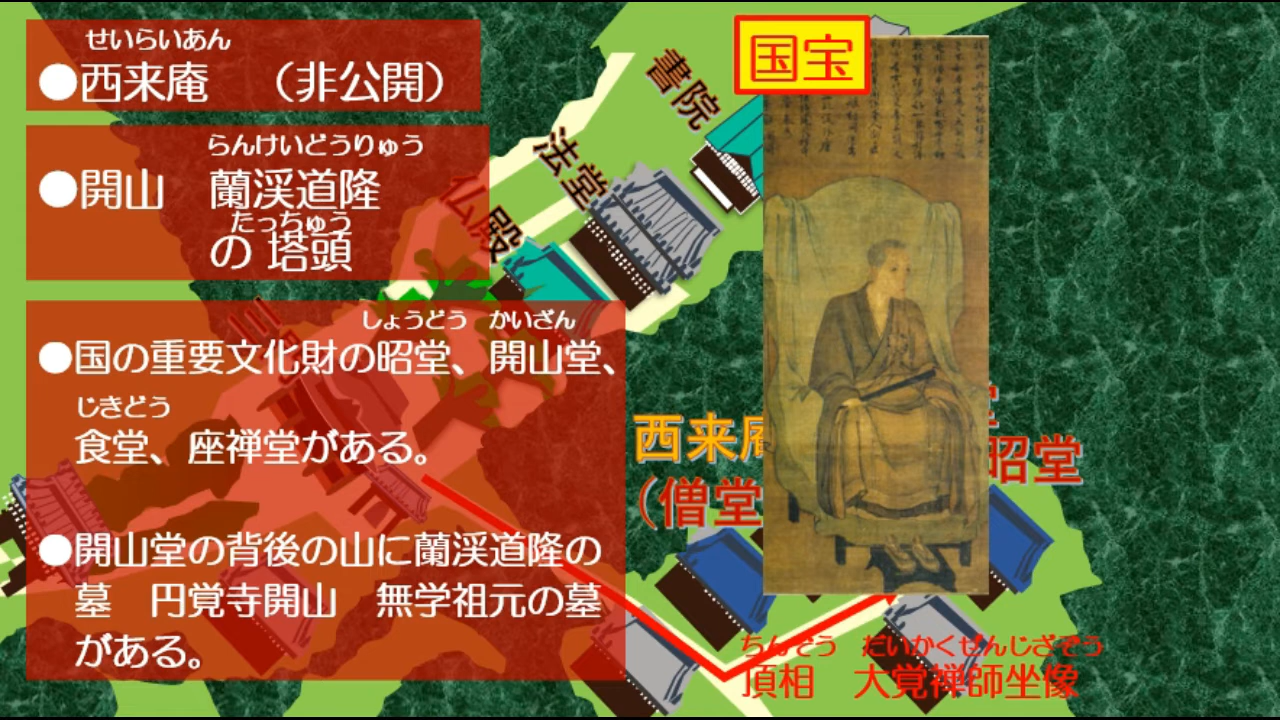 せいらいあん
●西来庵 （非公開）
らんけいどうりゅう
●開山 蘭渓道隆
たっちゅう
の 塔頭
しょうどう かいざん
●国の重要文化財の昭堂、開山堂、
じきどう
食堂、座禅堂がある。
●開山堂の背後の山に蘭渓道隆の
墓 円覚寺開山 無学祖元の墓
がある。
国宝
書院
法堂
仏殿
西来庵
（僧堂
昭堂
ちんぞう だいかくぜんじざぞう
頂相 大覚禅師坐像